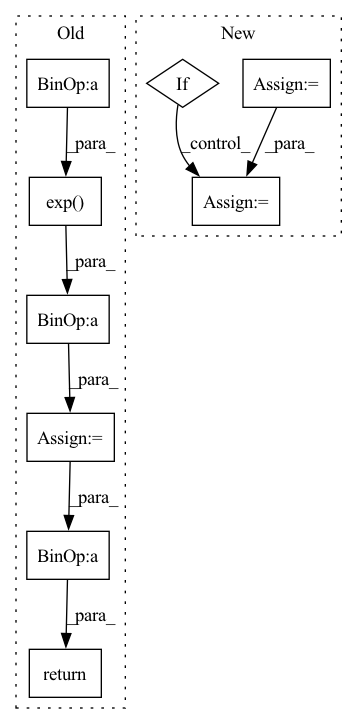 Old
New
BinOp:a
If
Assign:=
_para_
_control_
_para_
exp()
Assign:=
_para_
BinOp:a
_para_
Assign:=
_para_
BinOp:a
_para_
return